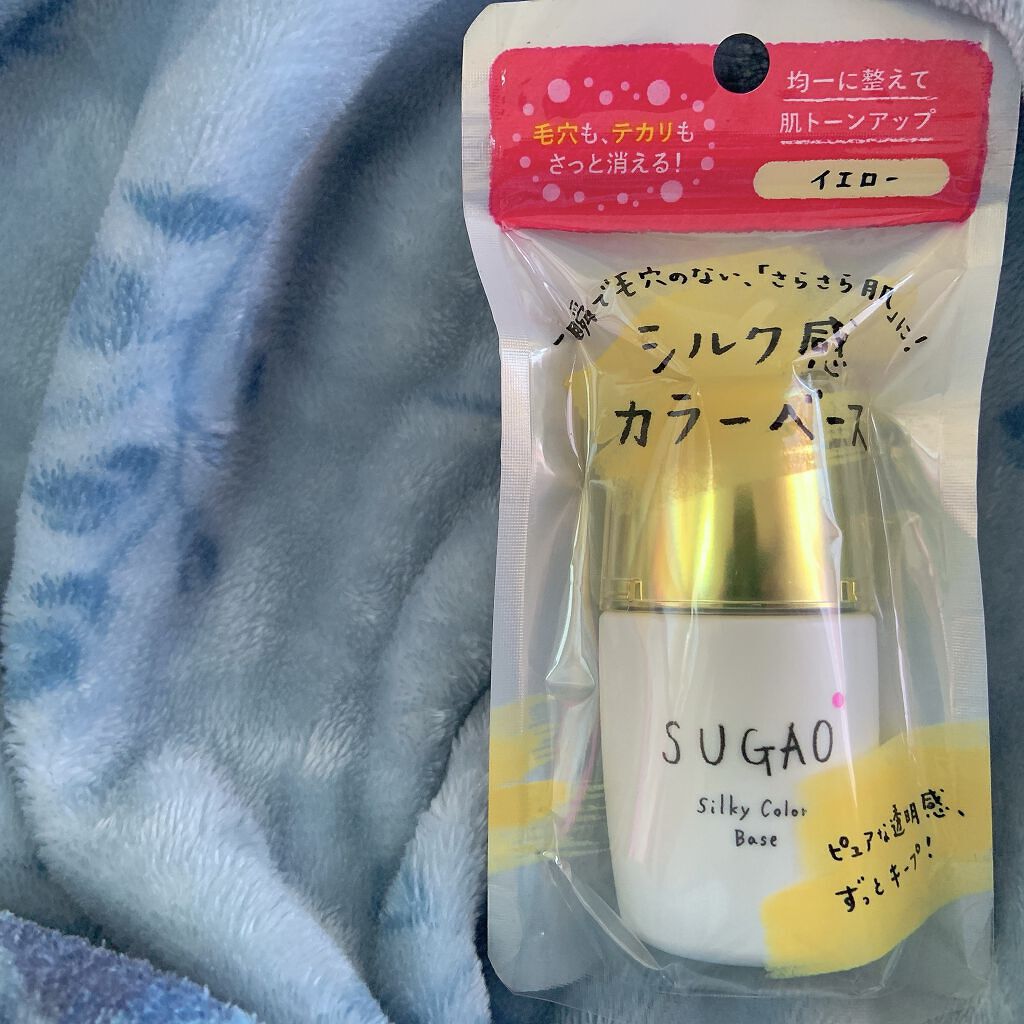 毛穴も、テカリも
さっと消える!
均一に整えて
肌トーンアップ
イエロー
一瞬で毛穴のない、「さらさら肌」に!
シルク感
カラーベース
SUGAO
Silky Color
Base
ピュアな透明感、
ずっとキープ!